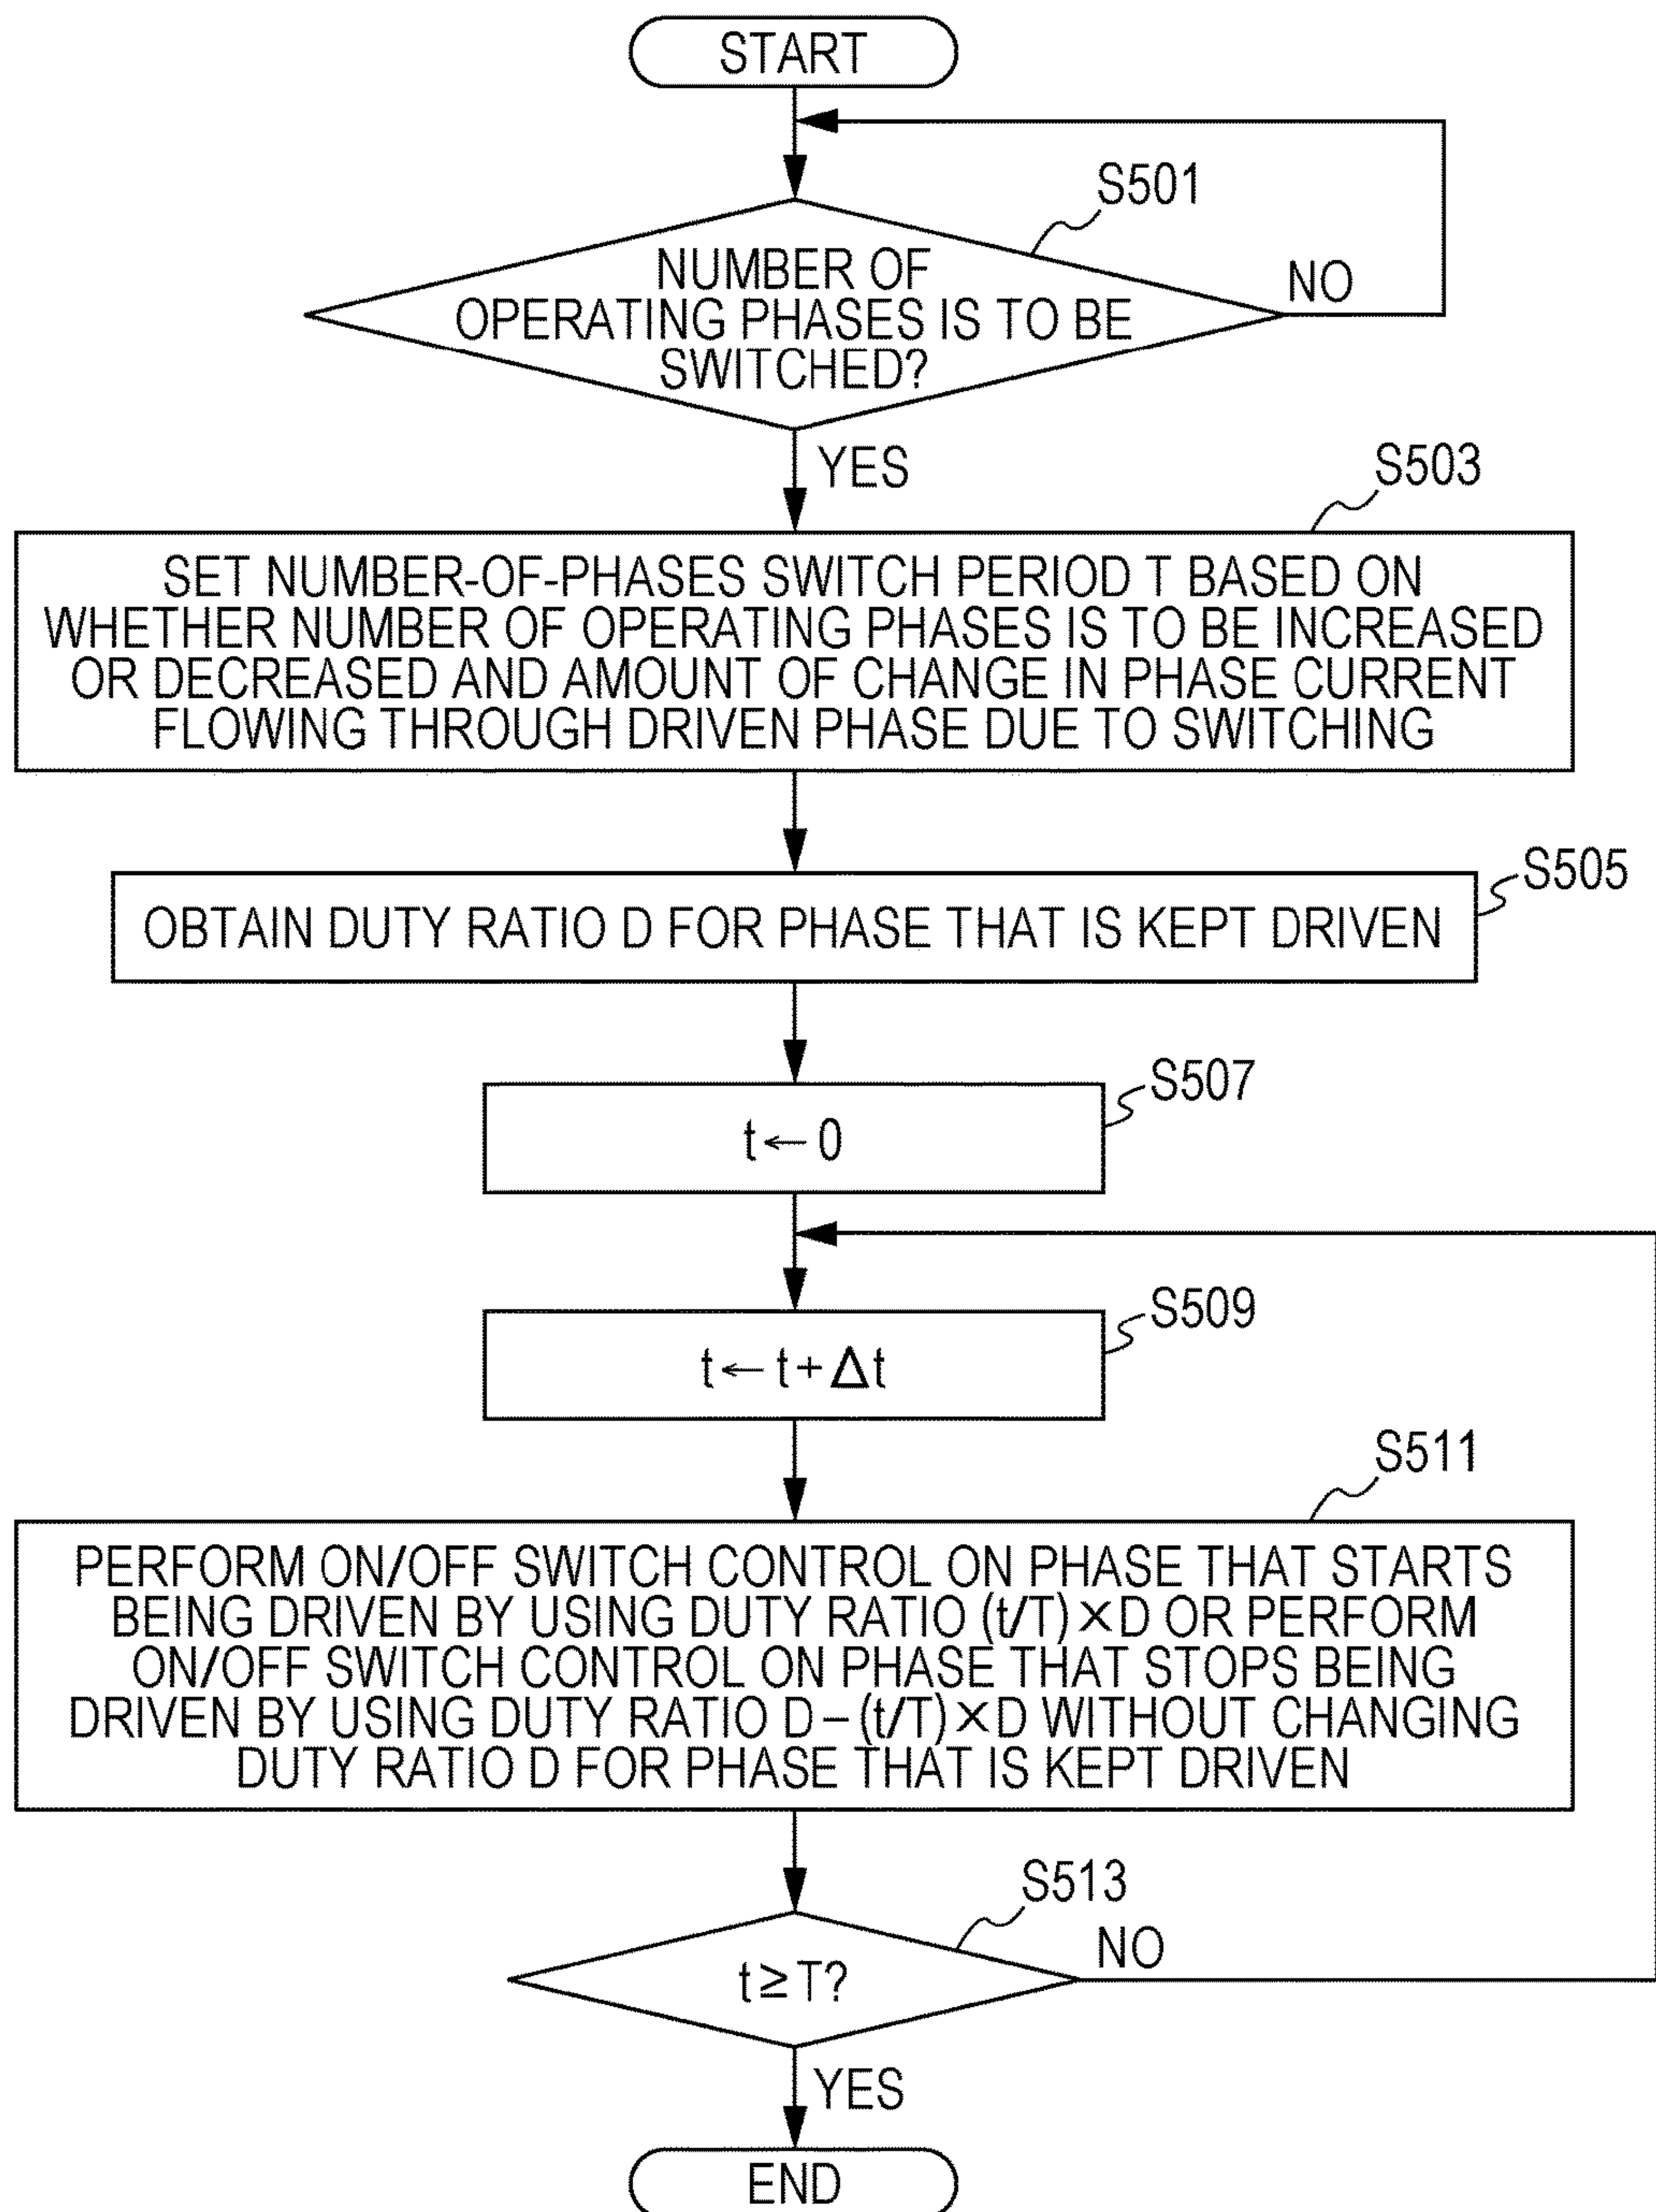 START
S501
NUMBER OF
OPERATING PHASES IS TO BE
SWITCHED?
NO
YES
S503
SET NUMBER-OF-PHASES SWITCH PERIOD T BASED ON
WHETHER NUMBER OF OPERATING PHASES IS TO BE INCREASED
OR DECREASED AND AMOUNT OF CHANGE IN PHASE CURRENT
FLOWING THROUGH DRIVEN PHASE DUE TO SWITCHING
S505
OBTAIN DUTY RATIO D FOR PHASE THAT IS KEPT DRIVEN
S507
t ← 0
S509
t ← t + Δt
S511
PERFORM ON/OFF SWITCH CONTROL ON PHASE THAT STARTS
BEING DRIVEN BY USING DUTY RATIO (t/T) × D OR PERFORM
ON/OFF SWITCH CONTROL ON PHASE THAT STOPS BEING
DRIVEN BY USING DUTY RATIO D – (t/T) × D WITHOUT CHANGING
DUTY RATIO D FOR PHASE THAT IS KEPT DRIVEN
S513
t ≥ T?
NO
YES
END